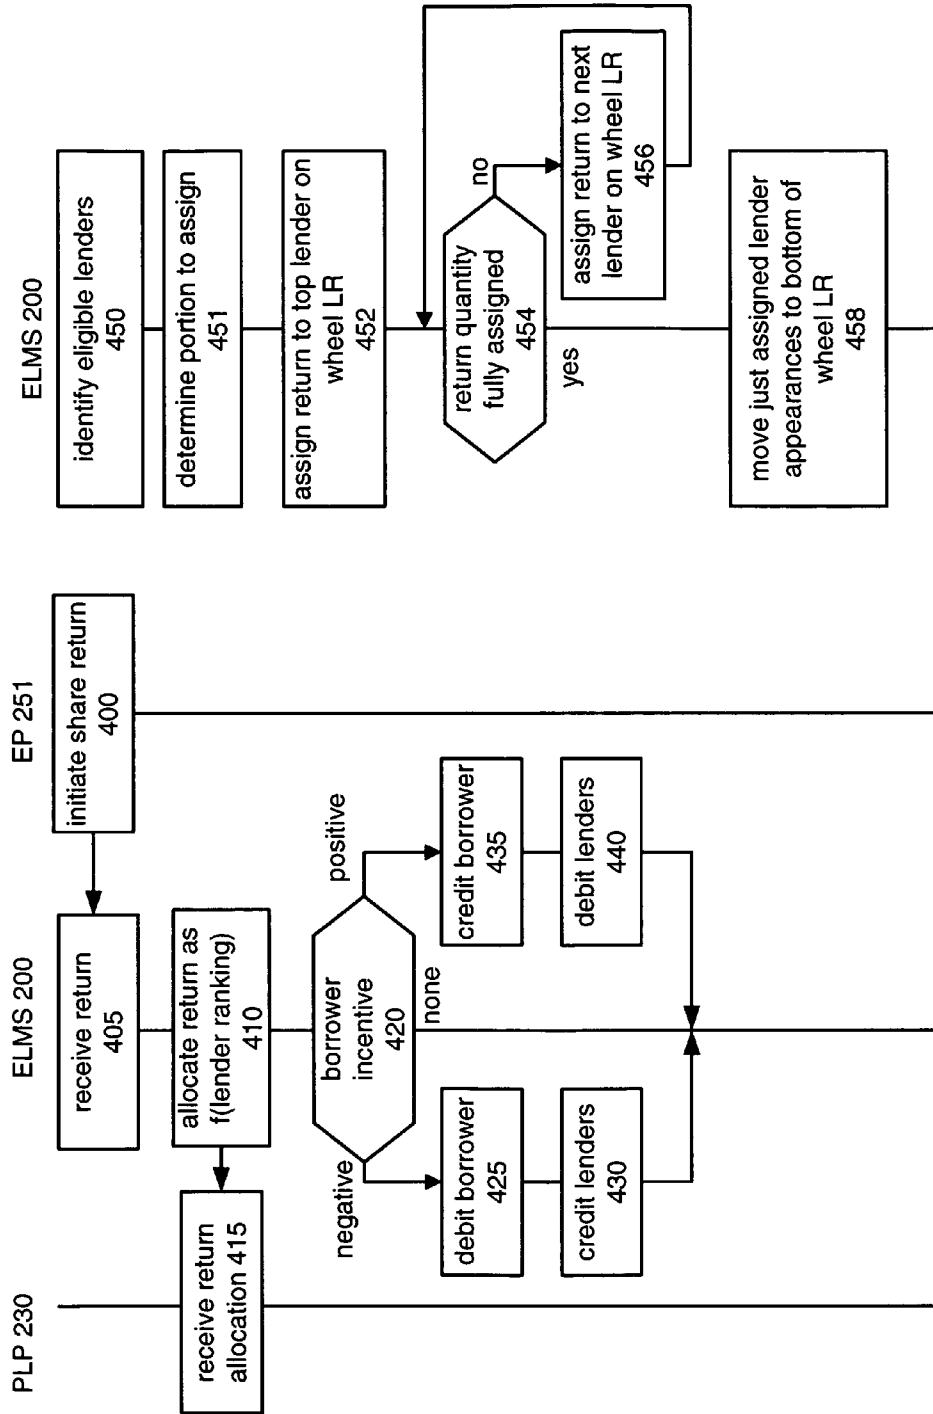 PLP 230
ELMS 200
EP 251
initiate share return
400
receive return
405
allocate return as
f(lender ranking)
410
receive return
allocation 415
borrower
incentive
420
negative
none
positive
debit borrower
425
credit lenders
430
credit borrower
435
debit lenders
440
ELMS 200
identify eligible lenders
450
determine portion to assign
451
assign return to top lender on
wheel LR
452
return quantity
fully assigned
454
no
yes
assign return to next
lender on wheel LR
456
move just assigned lender
appearances to bottom of
wheel LR
458